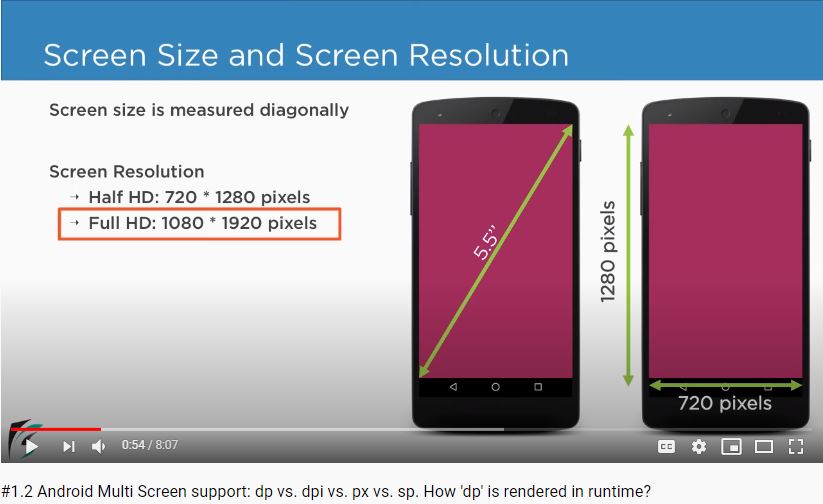 Screen Size and Screen Resolution
Screen size is measured diagonally
Screen Resolution
→ Half HD: 720 * 1280 pixels
→ Full HD: 1080 * 1920 pixels
5.5”
1280 pixels
720 pixels
0:54 / 8:07
CC
#1.2 Android Multi Screen support: dp vs. dpi vs. px vs. sp. How 'dp' is rendered in runtime?